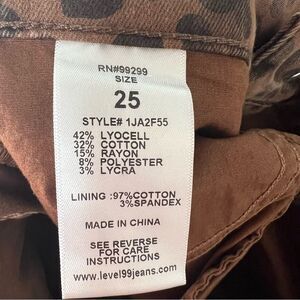 RN#99299
SIZE
25
STYLE# 1JA2F55
42% LYOCELL
32% COTTON
15% RAYON
8% POLYESTER
3% LYCRA
LINING :97%COTTON
3%SPANDEX
MADE IN CHINA
SEE REVERSE
FOR CARE
INSTRUCTIONS
www.level99jeans.com